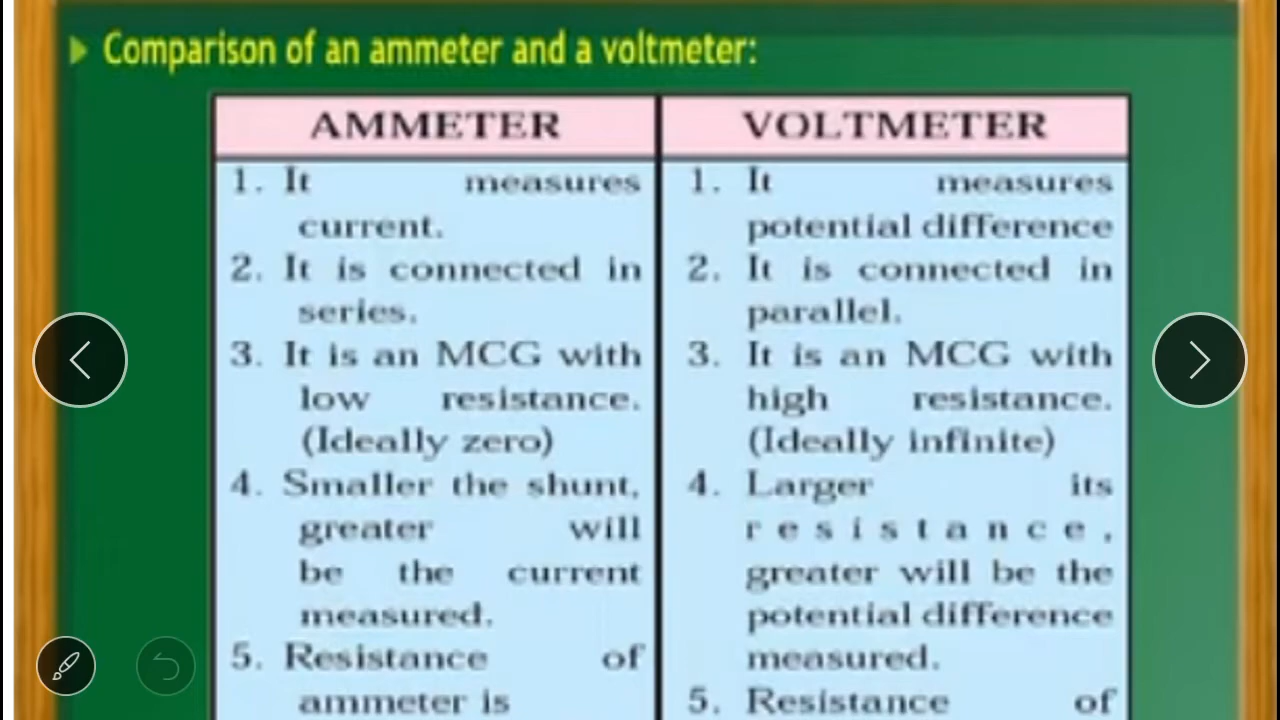 Comparison of an ammeter and a voltmeter:
AMMETER
1. It measures
current.
2. It is connected in
series.
3. It is an MCG with
low resistance.
(Ideally zero)
4. Smaller the shunt,
greater will
be the current
measured.
5. Resistance of
ammeter is
VOLTMETER
1. It measures
potential difference
2. It is connected in
parallel.
3. It is an MCG with
high resistance.
(Ideally infinite)
4. Larger its
resistance,
greater will be the
potential difference
measured.
5. Resistance of